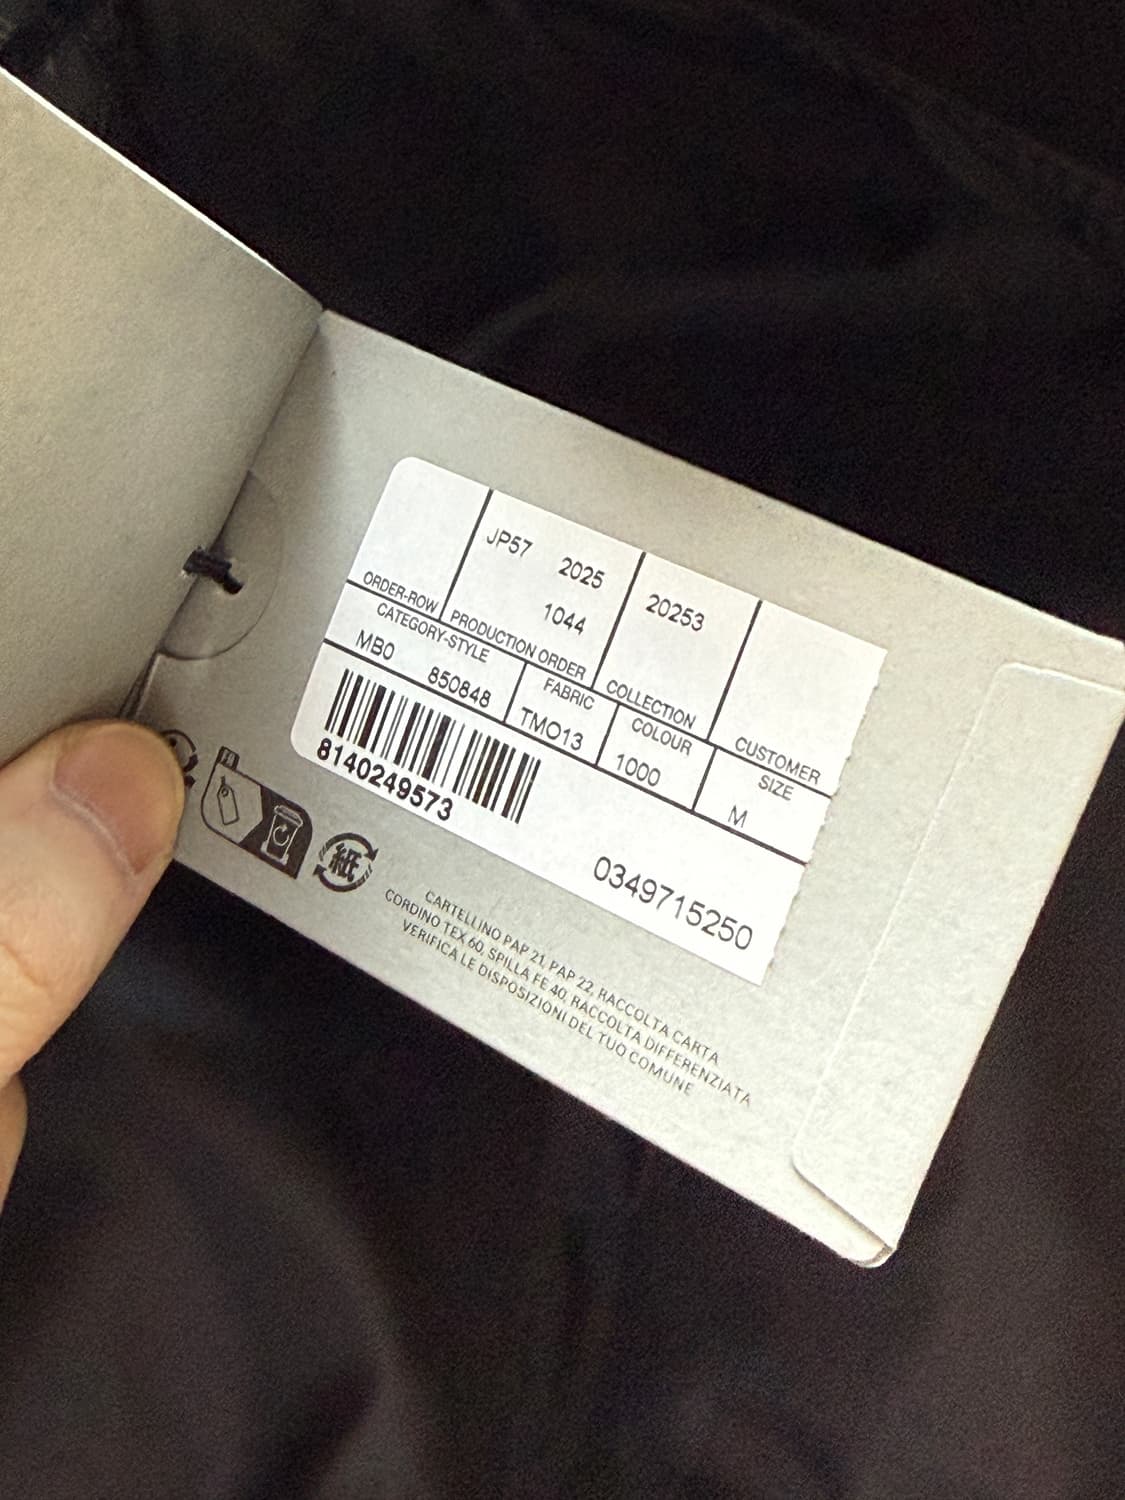 JP57 2025
1044
20253
ORDER-ROW
PRODUCTION ORDER
COLLECTION
CUSTOMER
CATEGORY-STYLE
MB0 850848
FABRIC
TMO13
COLOUR
1000
SIZE
M
8140249573
0349715250
FR
紙
CARTELLINO PAP 21, PAP 22, RACCOLTA CARTA
CORDINO TEX 60, SPILLA FE 40, RACCOLTA DIFFERENZIATA
VERIFICA LE DISPOSIZIONI DEL TUO COMUNE